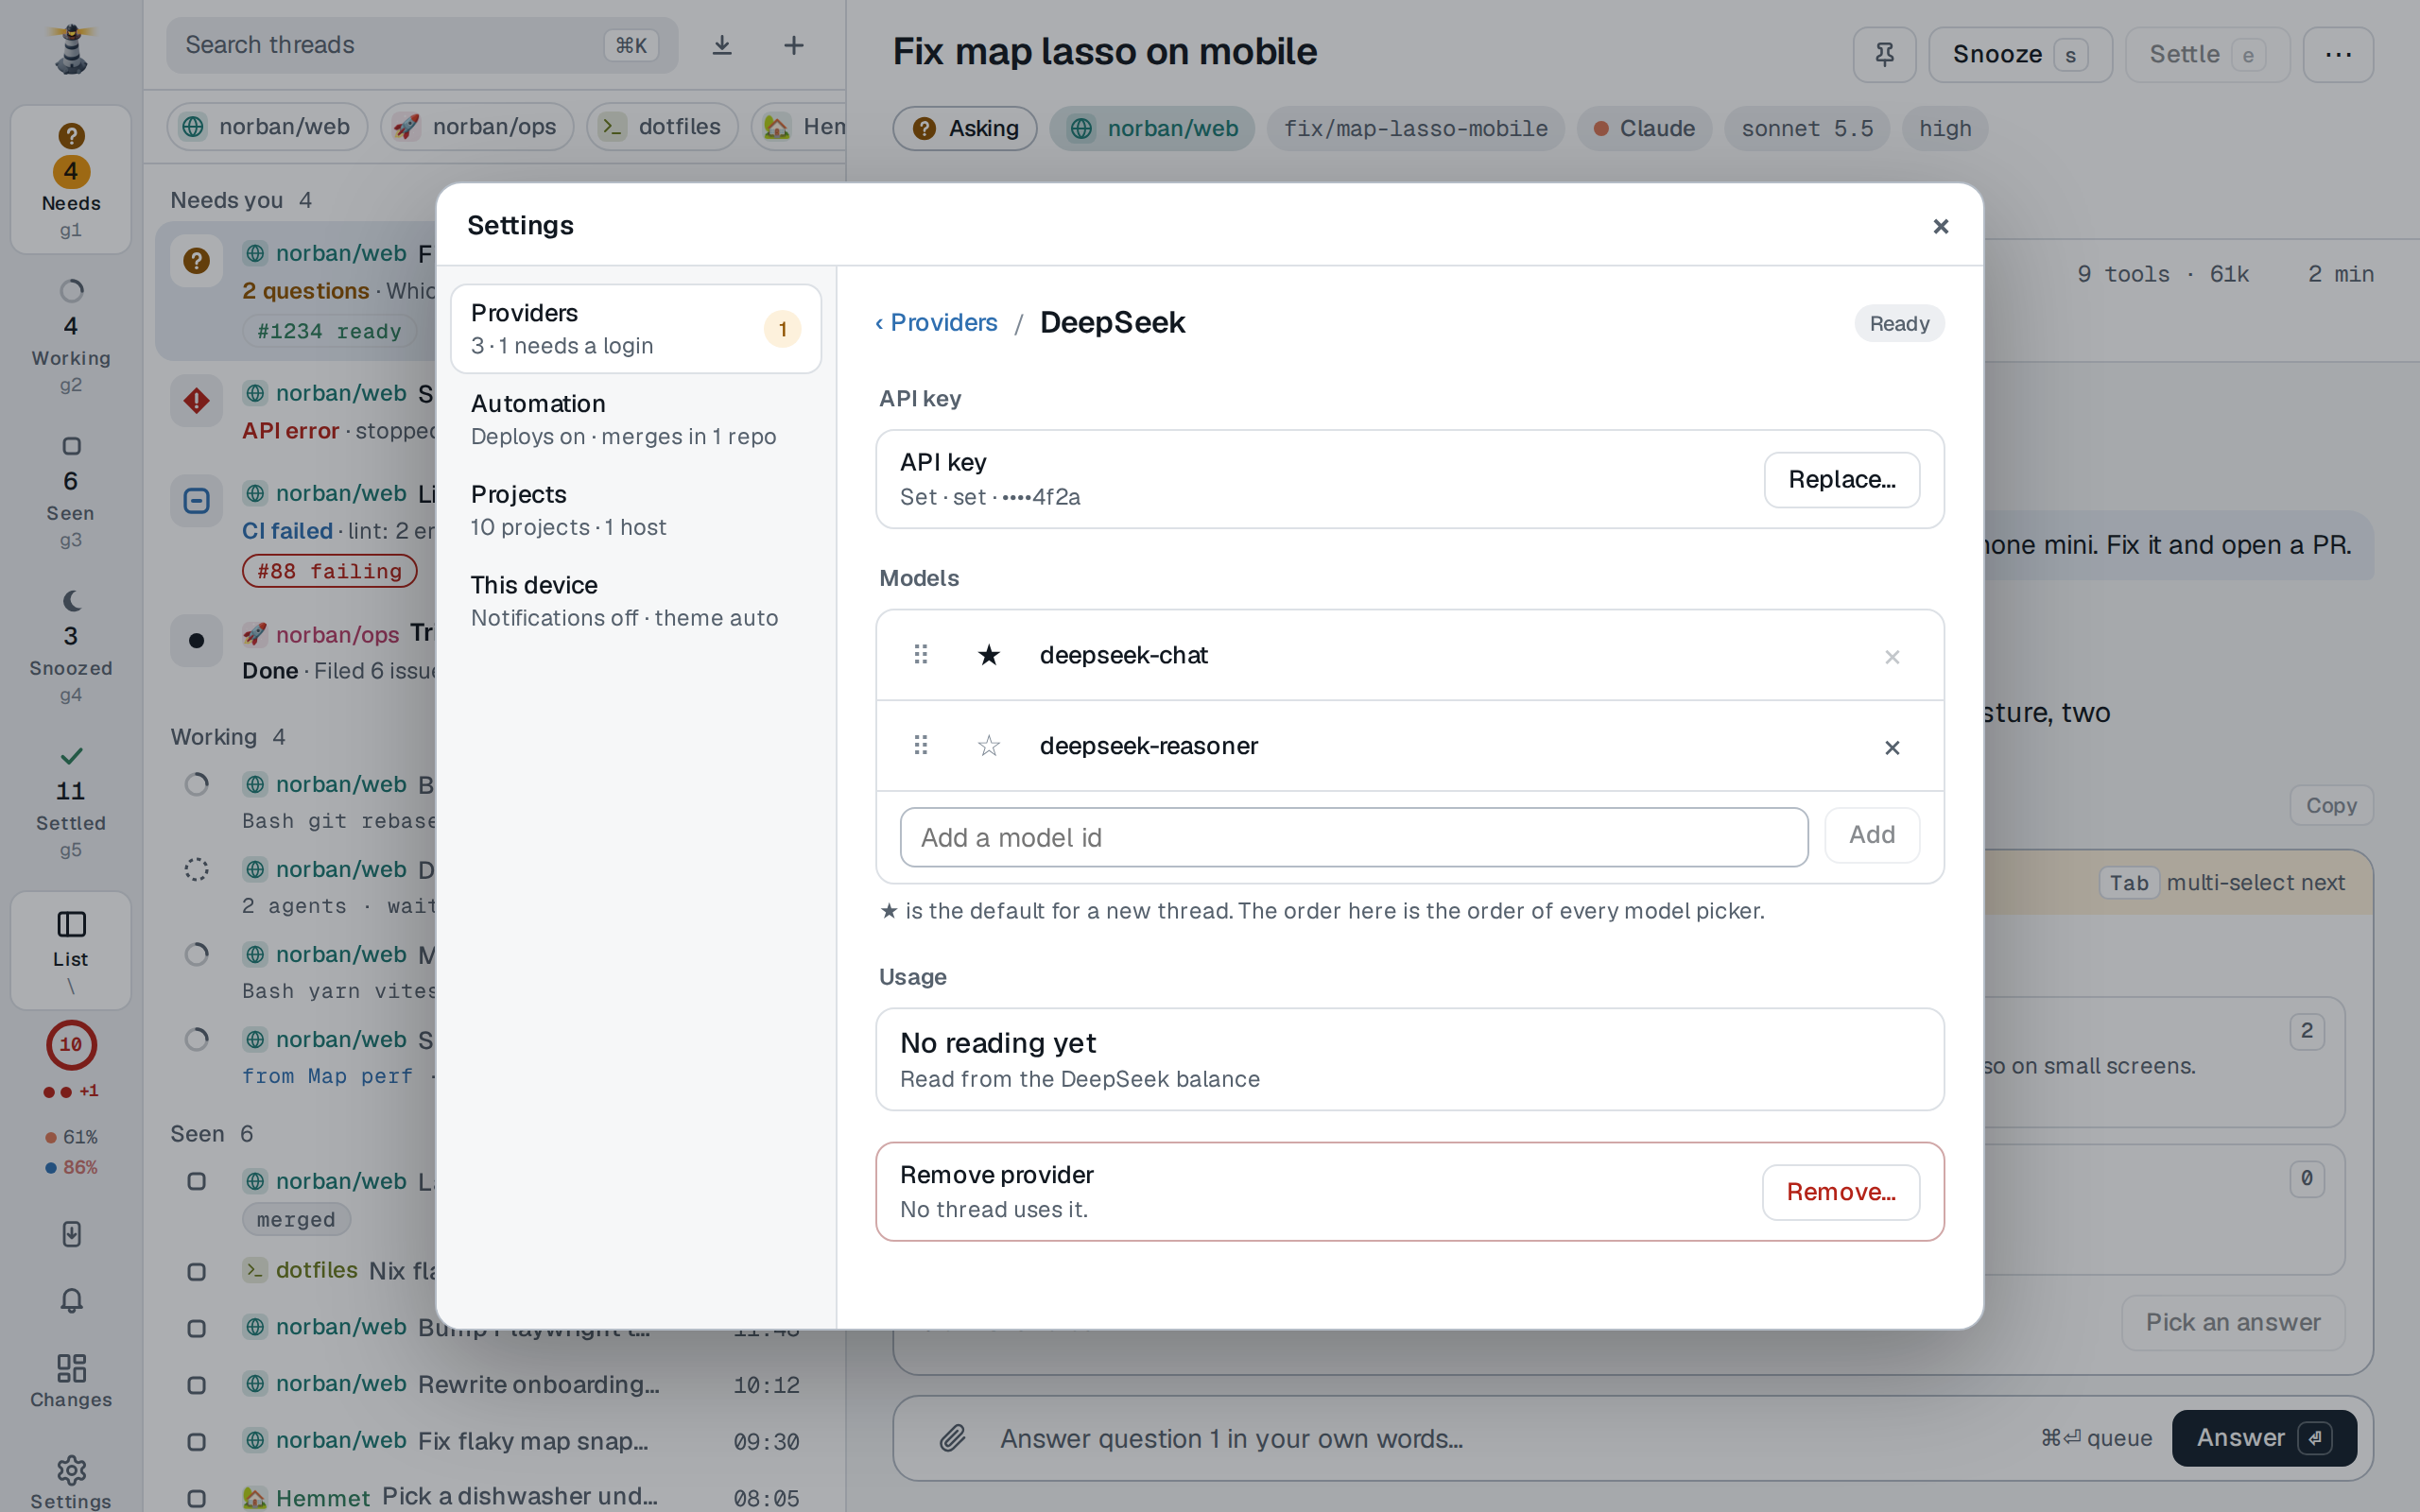 Search threads ⌘K
norban/web norban/ops dotfiles Hem
4
Needs
g1
4
Working
g2
6
Seen
g3
3
Snoozed
g4
11
Settled
g5
List
\
10
+1
61%
86%
Changes
Settings
Needs you 4
norban/web F
2 questions · Whic
#1234 ready
norban/web S
API error · stopped
norban/web Li
CI failed · lint: 2 er
#88 failing
norban/ops Tr
Done · Filed 6 issue
Working 4
norban/web B
Bash git rebase
norban/web D
2 agents · wait
norban/web M
Bash yarn vites
norban/web S
from Map perf ·
Seen 6
norban/web L
merged
dotfiles Nix fla
norban/web Bump Playwright t… 11:48
norban/web Rewrite onboarding… 10:12
norban/web Fix flaky map snap… 09:30
Hemmet Pick a dishwasher und… 08:05
Fix map lasso on mobile
Snooze s Settle e ⋯
Asking norban/web fix/map-lasso-mobile Claude sonnet 5.5 high
9 tools · 61k 2 min
hone mini. Fix it and open a PR.
sture, two
Copy
Tab multi-select next
2
so on small screens.
0
Pick an answer
Answer question 1 in your own words…
⌘⏎ queue Answer ⏎
Settings ×
Providers
3 · 1 needs a login
1
Automation
Deploys on · merges in 1 repo
Projects
10 projects · 1 host
This device
Notifications off · theme auto
‹ Providers / DeepSeek Ready
API key
API key
Set · set · ••••4f2a
Replace…
Models
★ deepseek-chat ×
☆ deepseek-reasoner ×
Add a model id Add
★ is the default for a new thread. The order here is the order of every model picker.
Usage
No reading yet
Read from the DeepSeek balance
Remove provider
No thread uses it.
Remove…